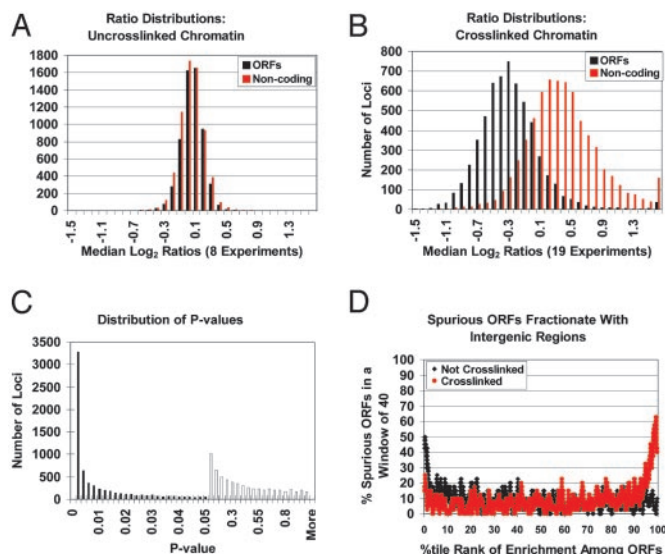 A
Ratio Distributions:
Uncrosslinked Chromatin
ORFs
Non-coding
1800
1600
1400
1200
1000
800
600
400
200
0
Number of Loci
-1.5
-1.1
-0.7
-0.3
0.1
0.5
0.9
1.3
Median Log2 Ratios (8 Experiments)
B
Ratio Distributions:
Crosslinked Chromatin
ORFs
Non-coding
800
700
600
500
400
300
200
100
0
Number of Loci
-1.5
-1.1
-0.7
-0.3
0.1
0.5
0.9
1.3
Median Log2 Ratios (19 Experiments)
C
Distribution of P-values
3500
3000
2500
2000
1500
1000
500
0
Number of Loci
0
0.01
0.02
0.03
0.04
0.05
0.3
0.55
0.8
More
P-value
D
Spurious ORFs Fractionate With
Intergenic Regions
Not Crosslinked
Crosslinked
100
90
80
70
60
50
40
30
20
10
0
% Spurious ORFs in a
Window of 40
0
10
20
30
40
50
60
70
80
90
100
%tile Rank of Enrichment Among ORFs